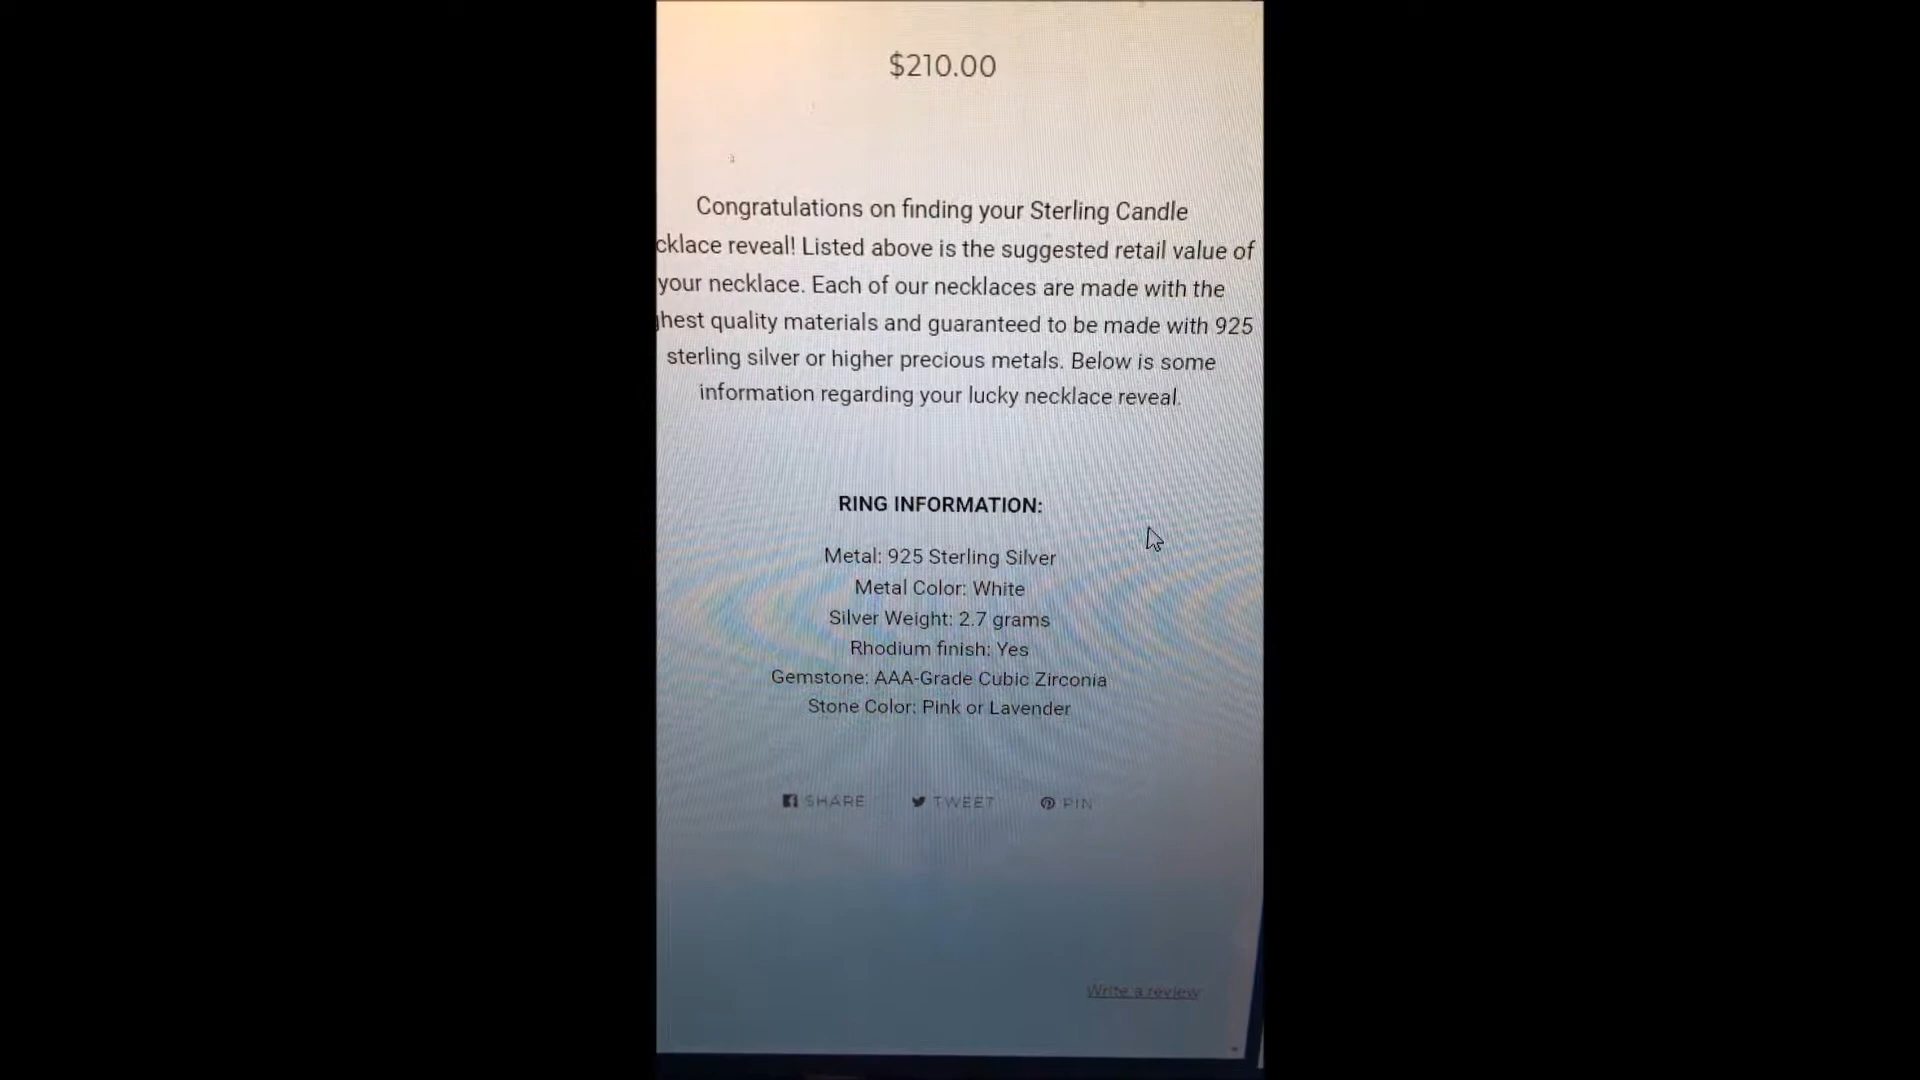 $210.00
Congratulations on finding your Sterling Candle
cklace reveal! Listed above is the suggested retail value of
your necklace. Each of our necklaces are made with the
hest quality materials and guaranteed to be made with 925
sterling silver or higher precious metals. Below is some
information regarding your lucky necklace reveal.
RING INFORMATION:
Metal: 925 Sterling Silver
Metal Color: White
Silver Weight: 2.7 grams
Rhodium finish: Yes
Gemstone: AAA-Grade Cubic Zirconia
Stone Color: Pink or Lavender
SHARE TWEET PIN
Write a review